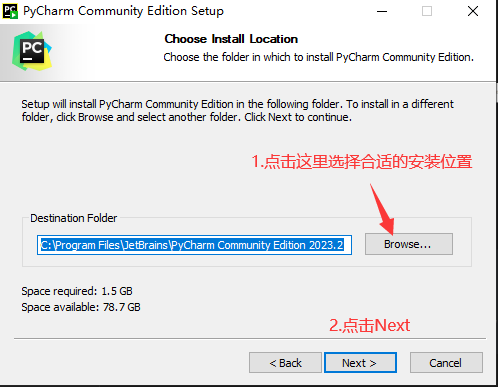 PyCharm Community Edition Setup
PC
Choose Install Location
Choose the folder in which to install PyCharm Community Edition.
Setup will install PyCharm Community Edition in the following folder. To install in a different
folder, click Browse and select another folder. Click Next to continue.
1.点击这里选择合适的安装位置
Destination Folder
C:\Program Files\JetBrains\PyCharm Community Edition 2023.2
Browse...
Space required: 1.5 GB
Space available: 78.7 GB
2.点击Next
< Back
Next >
Cancel